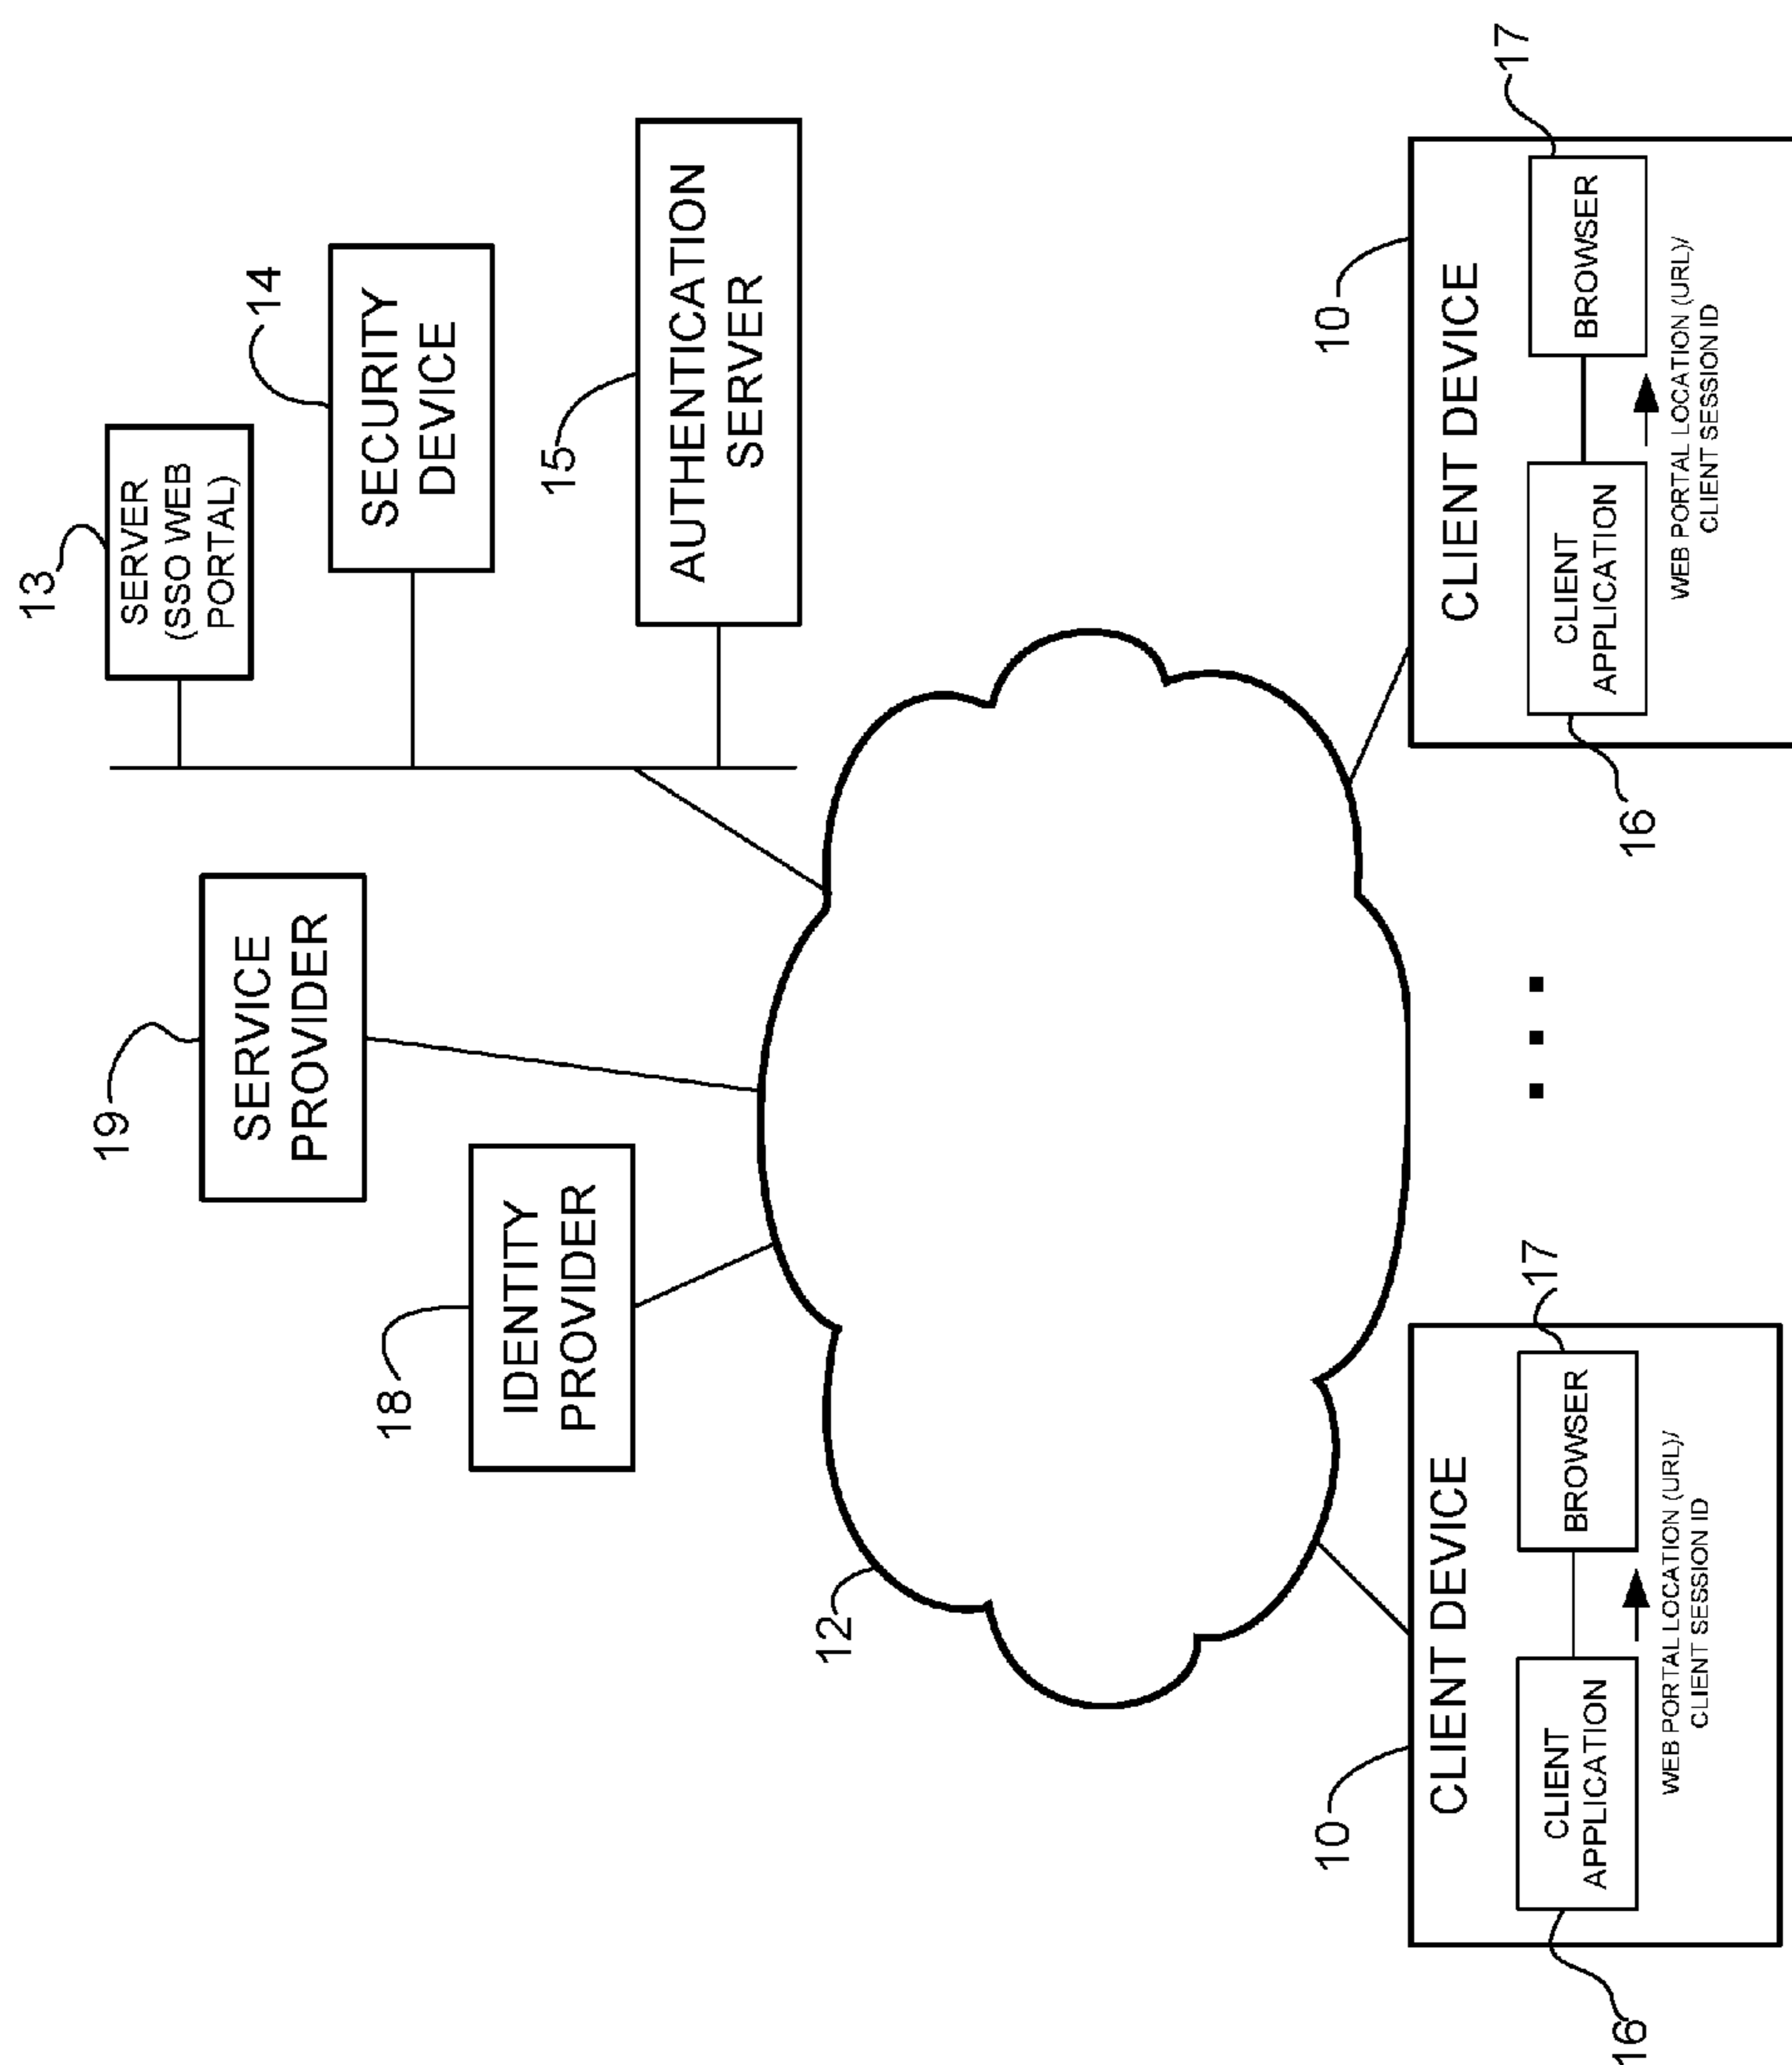 13
SERVER
(SSO WEB
PORTAL)
14
SECURITY
DEVICE
15
AUTHENTICATION
SERVER
19
SERVICE
PROVIDER
18
IDENTITY
PROVIDER
12
10
CLIENT DEVICE
16
CLIENT
APPLICATION
17
BROWSER
WEB PORTAL LOCATION (URL)/
CLIENT SESSION ID
10
CLIENT DEVICE
16
CLIENT
APPLICATION
17
BROWSER
WEB PORTAL LOCATION (URL)/
CLIENT SESSION ID